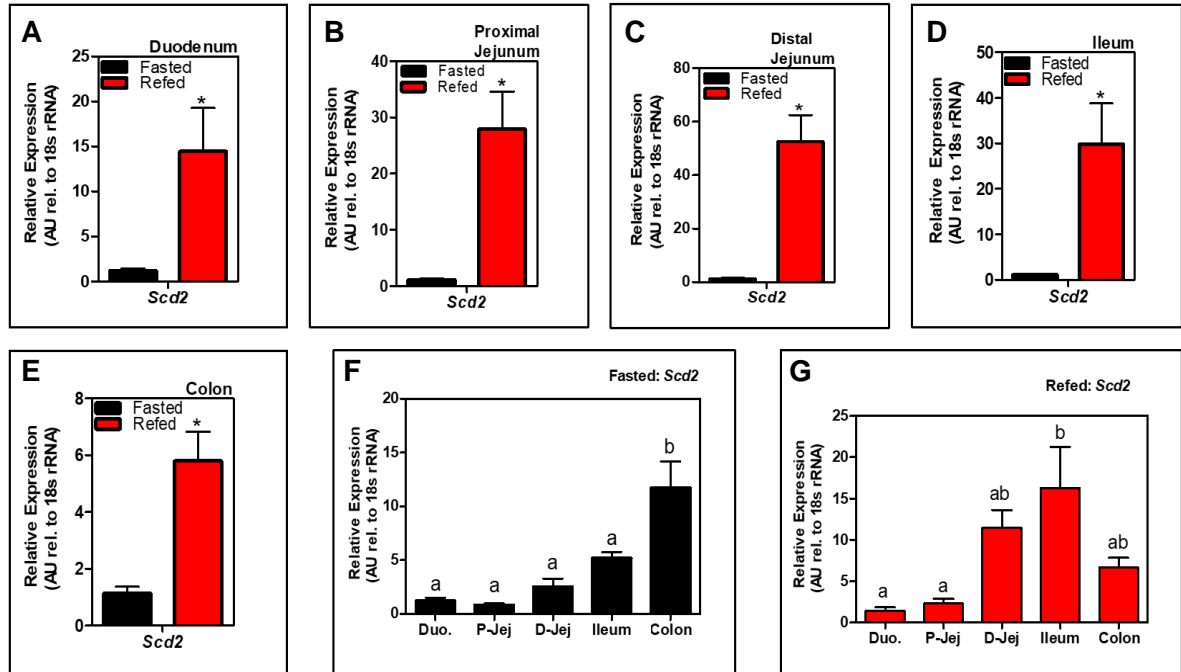 A
Duodenum
Fasted
Refed
Relative Expression
(AU rel. to 18s rRNA)
25
20
15
10
5
0
*
Scd2
B
Proximal
Jejunum
Fasted
Refed
Relative Expression
(AU rel. to 18s rRNA)
40
30
20
10
0
*
Scd2
C
Distal
Jejunum
Fasted
Refed
Relative Expression
(AU rel. to 18s rRNA)
80
60
40
20
0
*
Scd2
D
Ileum
Fasted
Refed
Relative Expression
(AU rel. to 18s rRNA)
50
40
30
20
10
0
*
Scd2
E
Colon
Fasted
Refed
Relative Expression
(AU rel. to 18s rRNA)
8
6
4
2
0
*
Scd2
F
Fasted: Scd2
Relative Expression
(AU rel. to 18s rRNA)
20
15
10
5
0
a a a a b
Duo. P-Jej D-Jej Ileum Colon
G
Refed: Scd2
Relative Expression
(AU rel. to 18s rRNA)
25
20
15
10
5
0
a a ab b ab
Duo. P-Jej D-Jej Ileum Colon